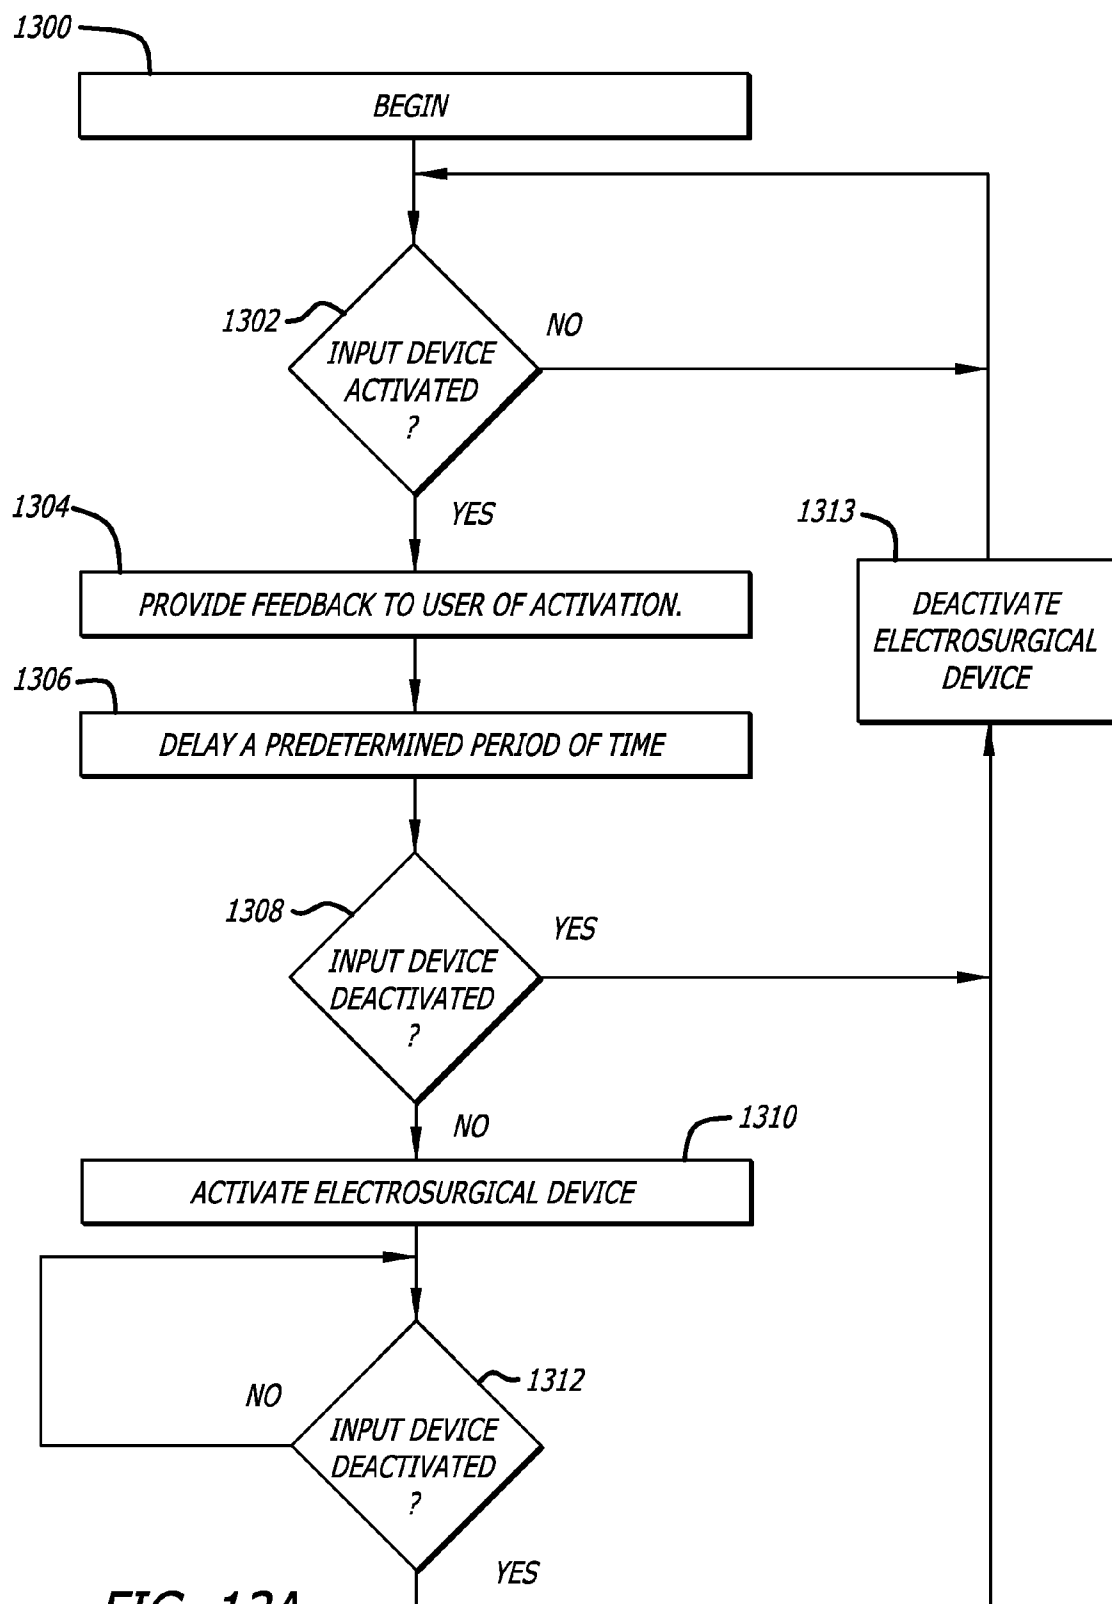 1300
BEGIN
1302
INPUT DEVICE
ACTIVATED
?
NO
YES
1304
PROVIDE FEEDBACK TO USER OF ACTIVATION.
1313
DEACTIVATE
ELECTROSURGICAL
DEVICE
1306
DELAY A PREDETERMINED PERIOD OF TIME
1308
INPUT DEVICE
DEACTIVATED
?
YES
NO
1310
ACTIVATE ELECTROSURGICAL DEVICE
1312
NO
INPUT DEVICE
DEACTIVATED
?
YES
FIG. 13A